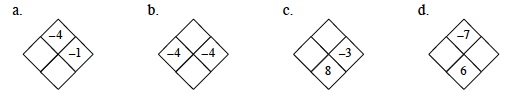 a. b. c. d.
–4 –7
–1 –4 –4 –3
8 6